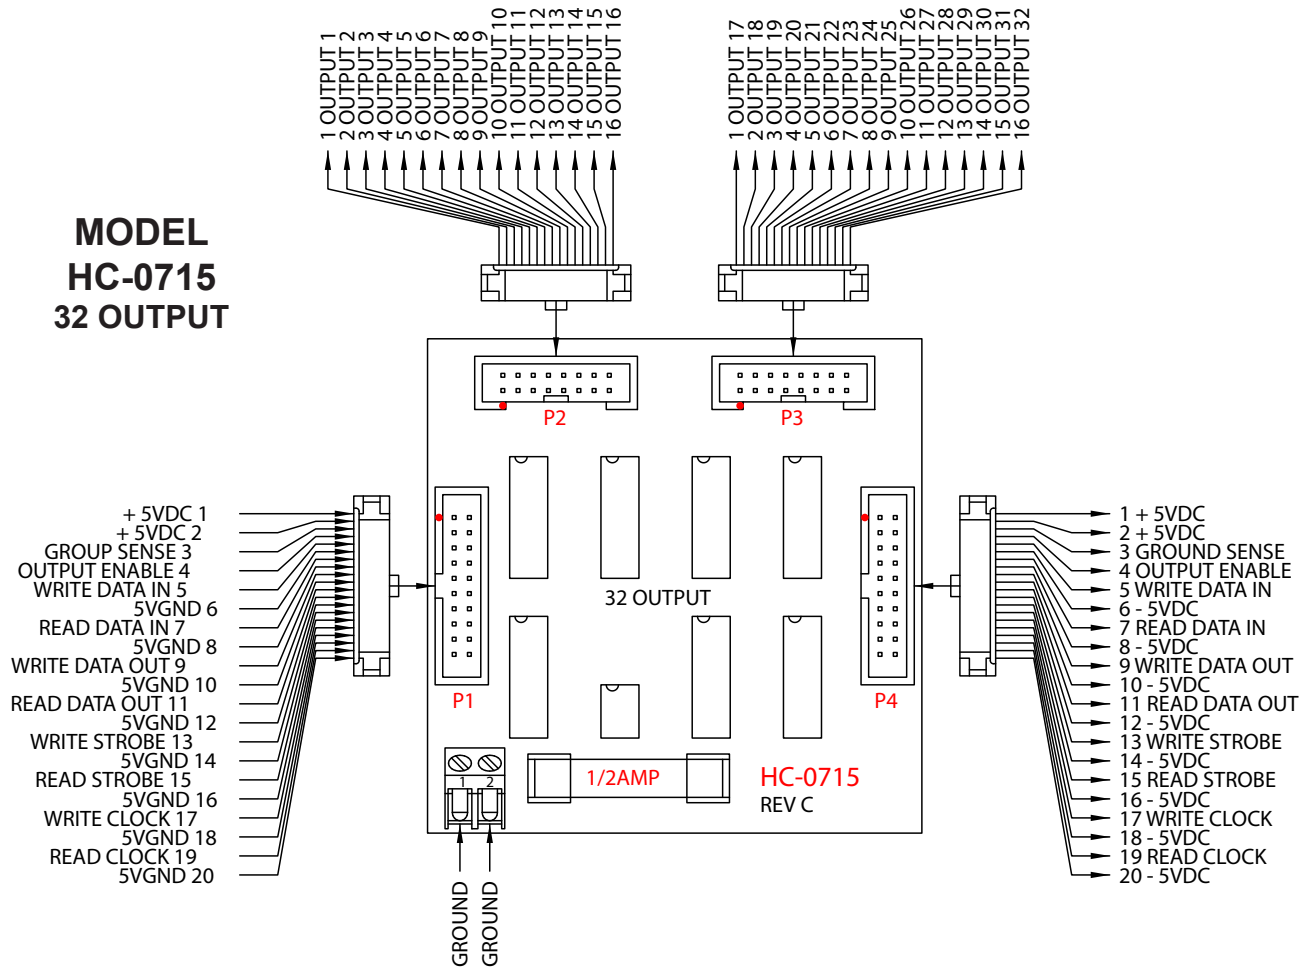 1 OUTPUT 1
2 OUTPUT 2
3 OUTPUT 3
4 OUTPUT 4
5 OUTPUT 5
6 OUTPUT 6
7 OUTPUT 7
8 OUTPUT 8
9 OUTPUT 9
10 OUTPUT 10
11 OUTPUT 11
12 OUTPUT 12
13 OUTPUT 13
14 OUTPUT 14
15 OUTPUT 15
16 OUTPUT 16
1 OUTPUT 17
2 OUTPUT 18
3 OUTPUT 19
4 OUTPUT 20
5 OUTPUT 21
6 OUTPUT 22
7 OUTPUT 23
8 OUTPUT 24
9 OUTPUT 25
10 OUTPUT 26
11 OUTPUT 27
12 OUTPUT 28
13 OUTPUT 29
14 OUTPUT 30
15 OUTPUT 31
16 OUTPUT 32
MODEL
HC-0715
32 OUTPUT
P2
P3
+ 5VDC 1
+ 5VDC 2
GROUP SENSE 3
OUTPUT ENABLE 4
WRITE DATA IN 5
5VGND 6
READ DATA IN 7
5VGND 8
WRITE DATA OUT 9
5VGND 10
READ DATA OUT 11
5VGND 12
WRITE STROBE 13
5VGND 14
READ STROBE 15
5VGND 16
WRITE CLOCK 17
5VGND 18
READ CLOCK 19
5VGND 20
32 OUTPUT
P1
P4
1 + 5VDC
2 + 5VDC
3 GROUND SENSE
4 OUTPUT ENABLE
5 WRITE DATA IN
6 - 5VDC
7 READ DATA IN
8 - 5VDC
9 WRITE DATA OUT
10 - 5VDC
11 READ DATA OUT
12 - 5VDC
13 WRITE STROBE
14 - 5VDC
15 READ STROBE
16 - 5VDC
17 WRITE CLOCK
18 - 5VDC
19 READ CLOCK
20 - 5VDC
1 2
1/2AMP
HC-0715
REV C
GROUND
GROUND